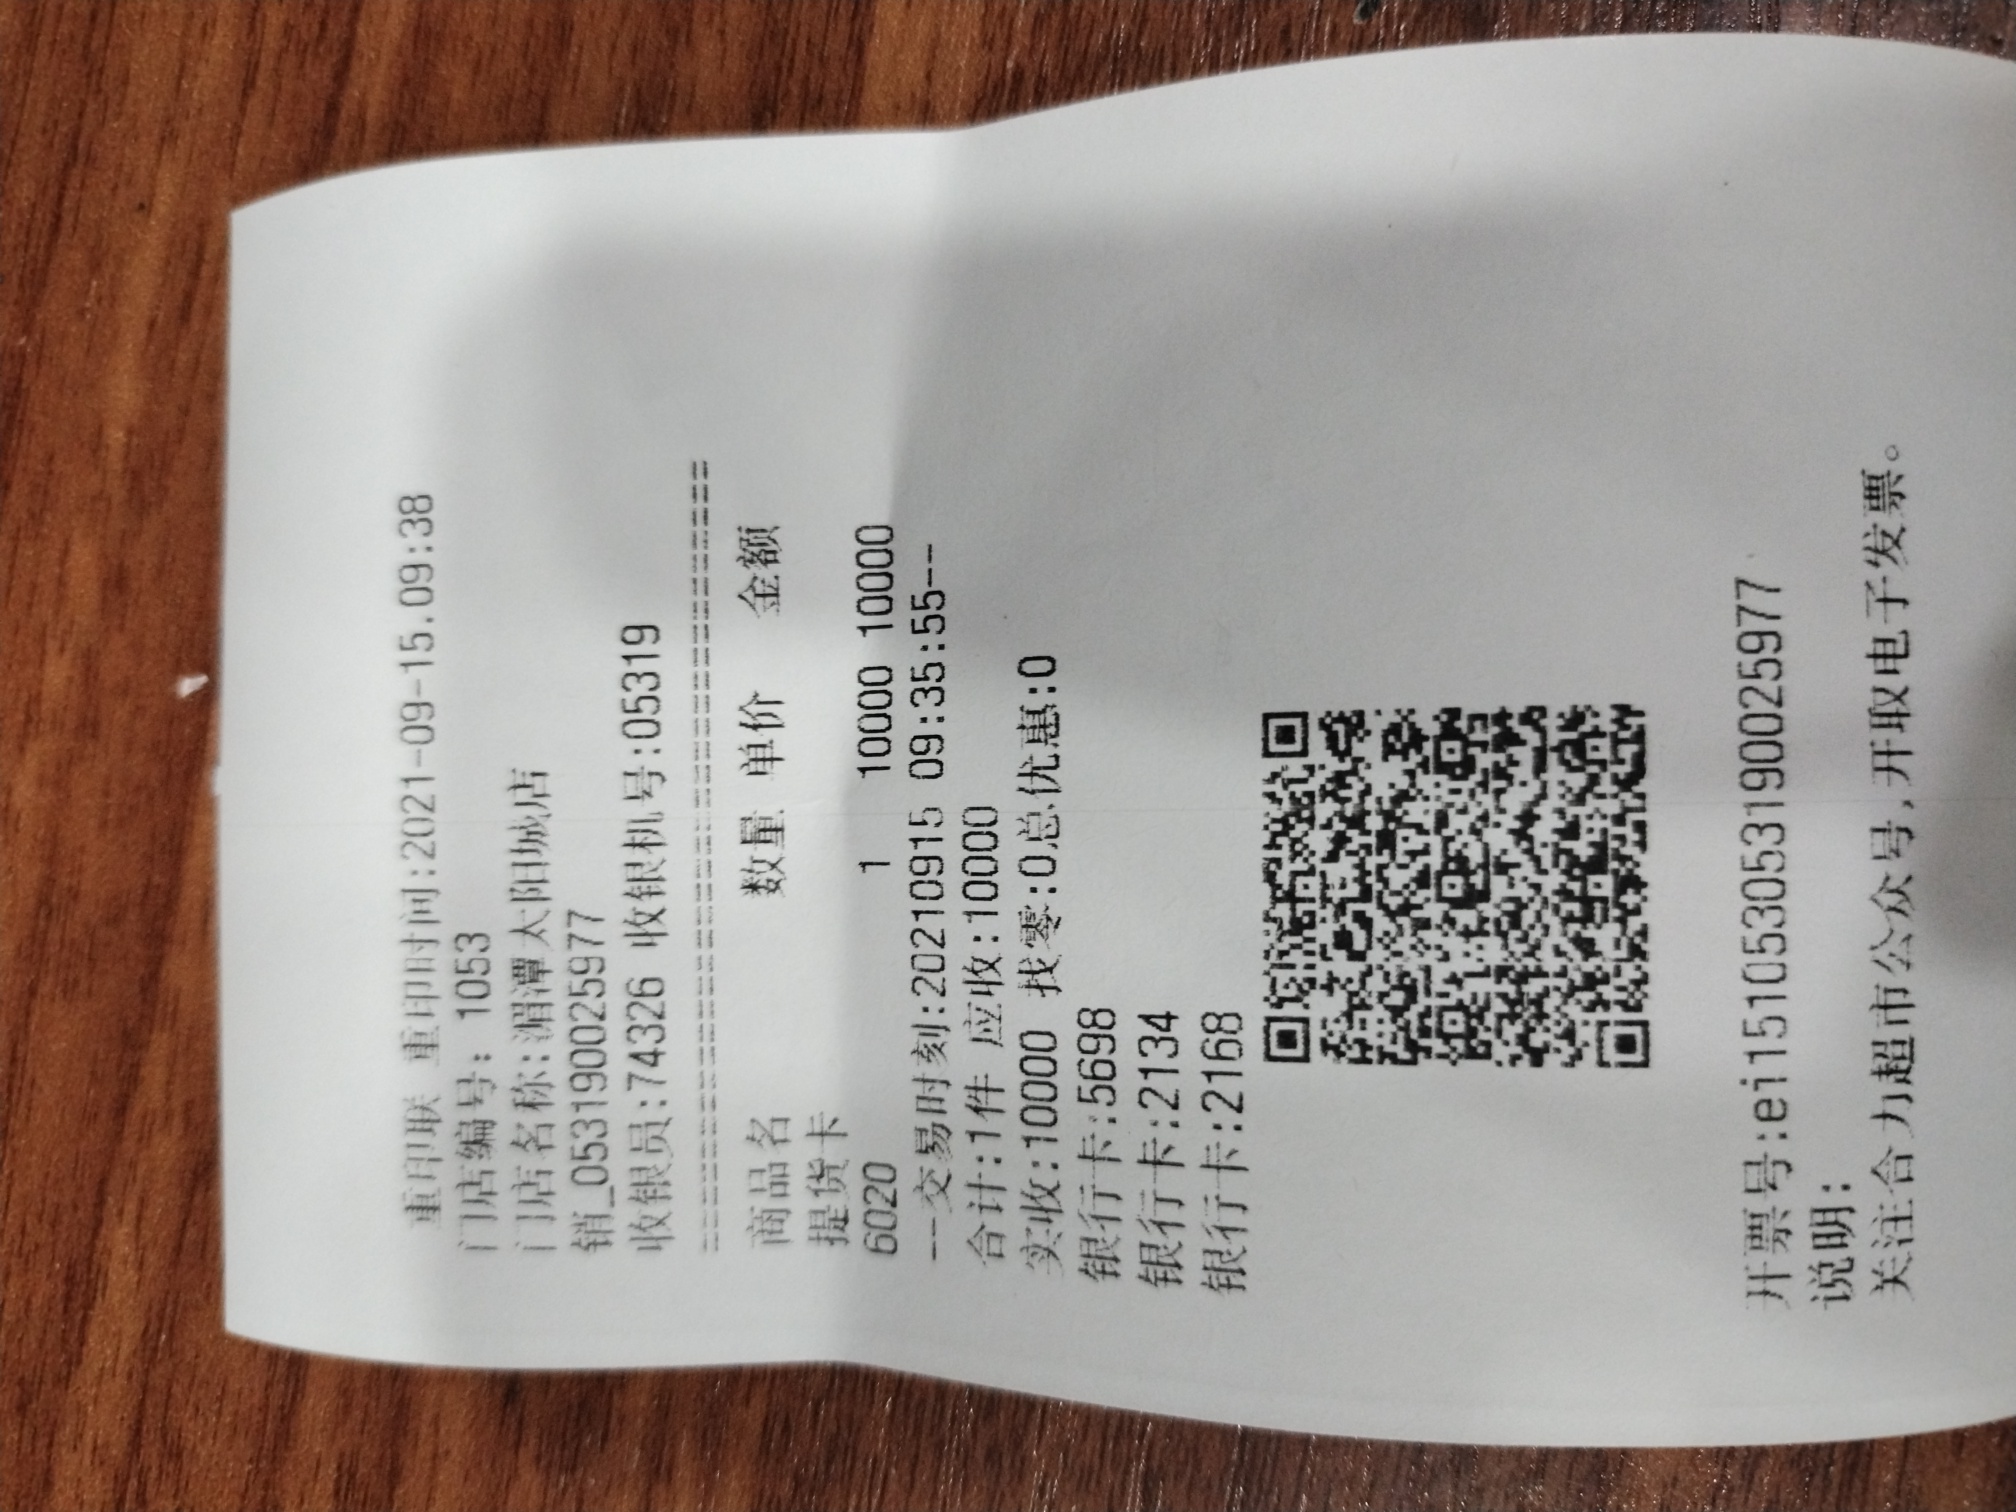 重印联 重印时间:2021-09-15.09:38
门店编号: 1053
门店名称:湄潭太阳城店
销_0531900025977
收银员:74326 收银机号:05319
==================================
商品名 数量 单价 金额
提货卡
6020 1 10000 10000
--交易时刻:20210915 09:35:55--
合计:1件 应收:10000
实收:10000 找零:0总优惠:0
银行卡:5698
银行卡:2134
银行卡:2168
开票号:ei1510530531900025977
说明:
关注合力超市公众号,开取电子发票。